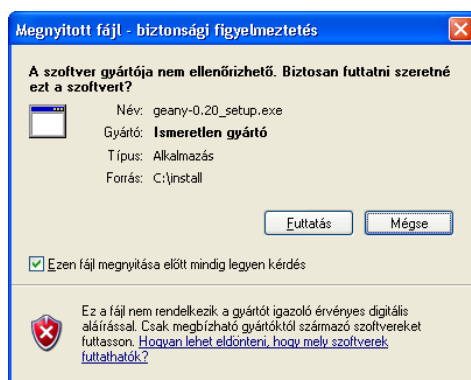 Megnyitott fájl - biztonsági figyelmeztetés
A szoftver gyártója nem ellenőrizhető. Biztosan futtatni szeretné
ezt a szoftvert?
Név: geany-0.20_setup.exe
Gyártó: Ismeretlen gyártó
Típus: Alkalmazás
Forrás: C:\install
Futtatás Mégse
Ezen fájl megnyitása előtt mindig legyen kérdés
Ez a fájl nem rendelkezik a gyártót igazoló érvényes digitális
aláírással. Csak megbízható gyártóktól származó szoftvereket
futtasson. Hogyan lehet eldönteni, hogy mely szoftverek
futtathatók?